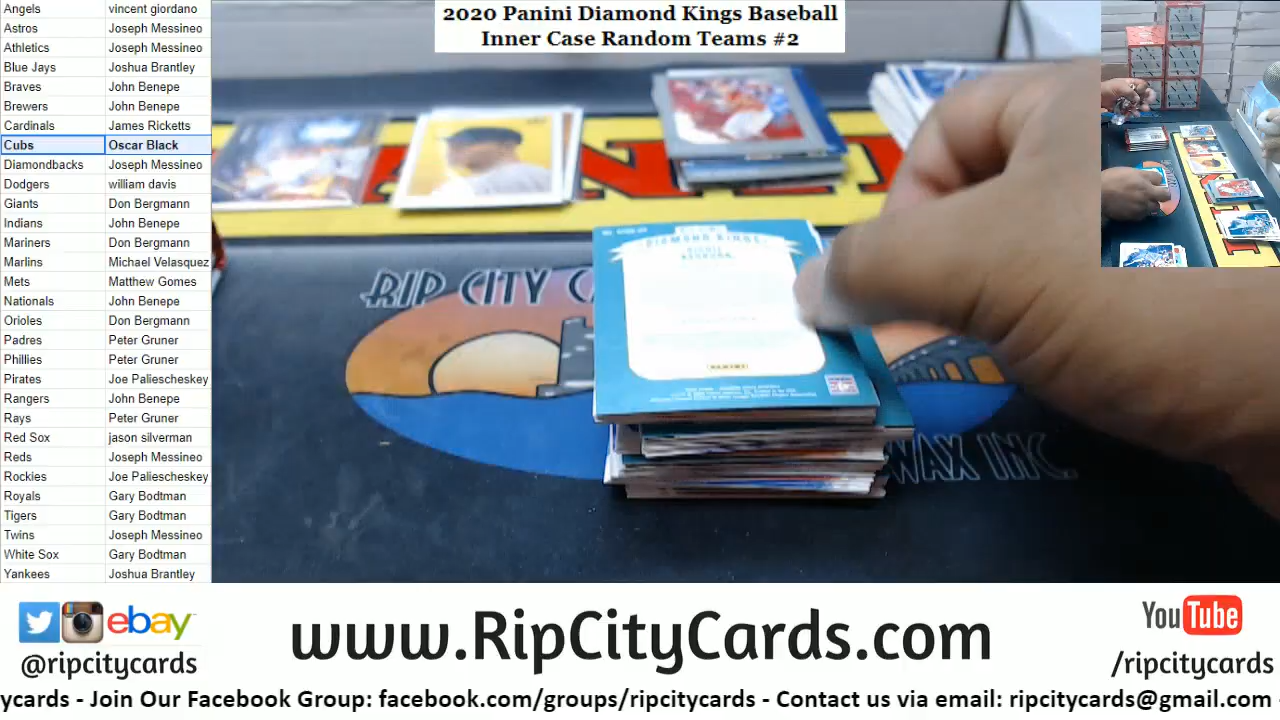 2020 Panini Diamond Kings Baseball
Inner Case Random Teams #2
Angels vincent giordano
Astros Joseph Messineo
Athletics Joseph Messineo
Blue Jays Joshua Brantley
Braves John Benepe
Brewers John Benepe
Cardinals James Ricketts
Cubs Oscar Black
Diamondbacks Joseph Messineo
Dodgers william davis
Giants Don Bergmann
Indians John Benepe
Mariners Don Bergmann
Marlins Michael Velasquez
Mets Matthew Gomes
Nationals John Benepe
Orioles Don Bergmann
Padres Peter Gruner
Phillies Peter Gruner
Pirates Joe Paliescheskey
Rangers John Benepe
Rays Peter Gruner
Red Sox jason silverman
Reds Joseph Messineo
Rockies Joe Paliescheskey
Royals Gary Bodtman
Tigers Gary Bodtman
Twins Joseph Messineo
White Sox Gary Bodtman
Yankees Joshua Brantley
RIP CITY
WAX INC.
DIAMOND KINGS
PANINI
ebay
@ripcitycards
www.RipCityCards.com
YouTube
/ripcitycards
ycards - Join Our Facebook Group: facebook.com/groups/ripcitycards - Contact us via email: ripcitycards@gmail.com